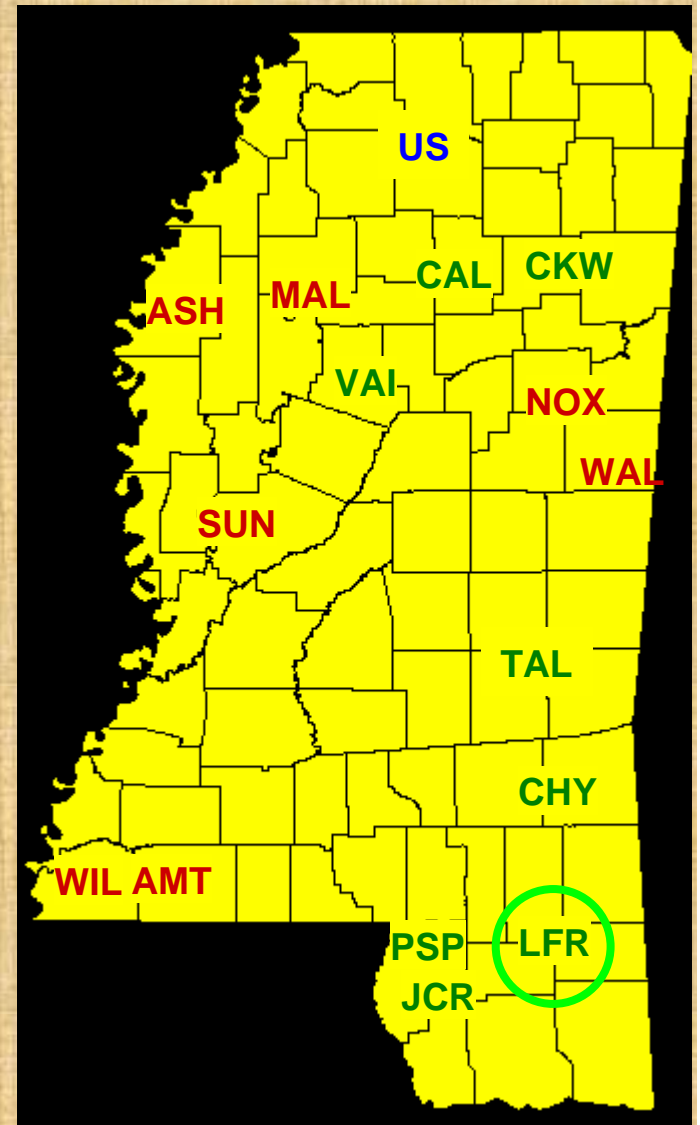 US
CAL CKW
ASH MAL
VAI
NOX
WAL
SUN
TAL
CHY
WIL AMT
PSP LFR
JCR